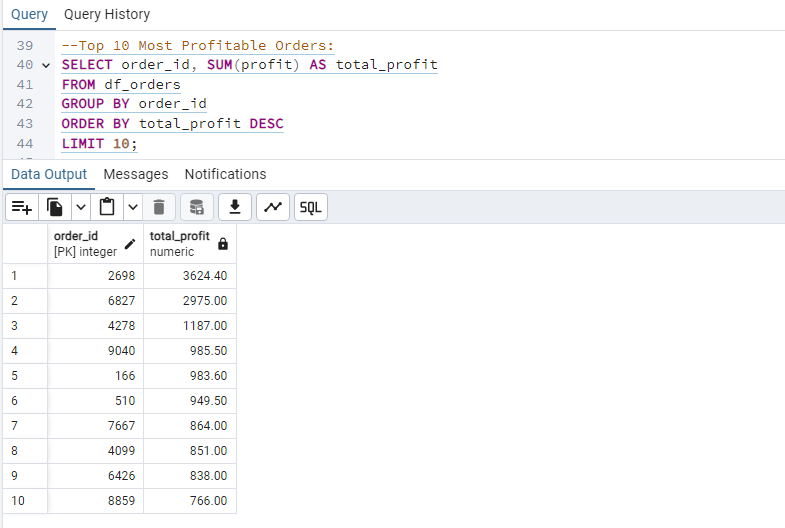 Query Query History
39 --Top 10 Most Profitable Orders:
40 SELECT order_id, SUM(profit) AS total_profit
41 FROM df_orders
42 GROUP BY order_id
43 ORDER BY total_profit DESC
44 LIMIT 10;
Data Output Messages Notifications
SQL
order_id total_profit
[PK] integer numeric
1 2698 3624.40
2 6827 2975.00
3 4278 1187.00
4 9040 985.50
5 166 983.60
6 510 949.50
7 7667 864.00
8 4099 851.00
9 6426 838.00
10 8859 766.00